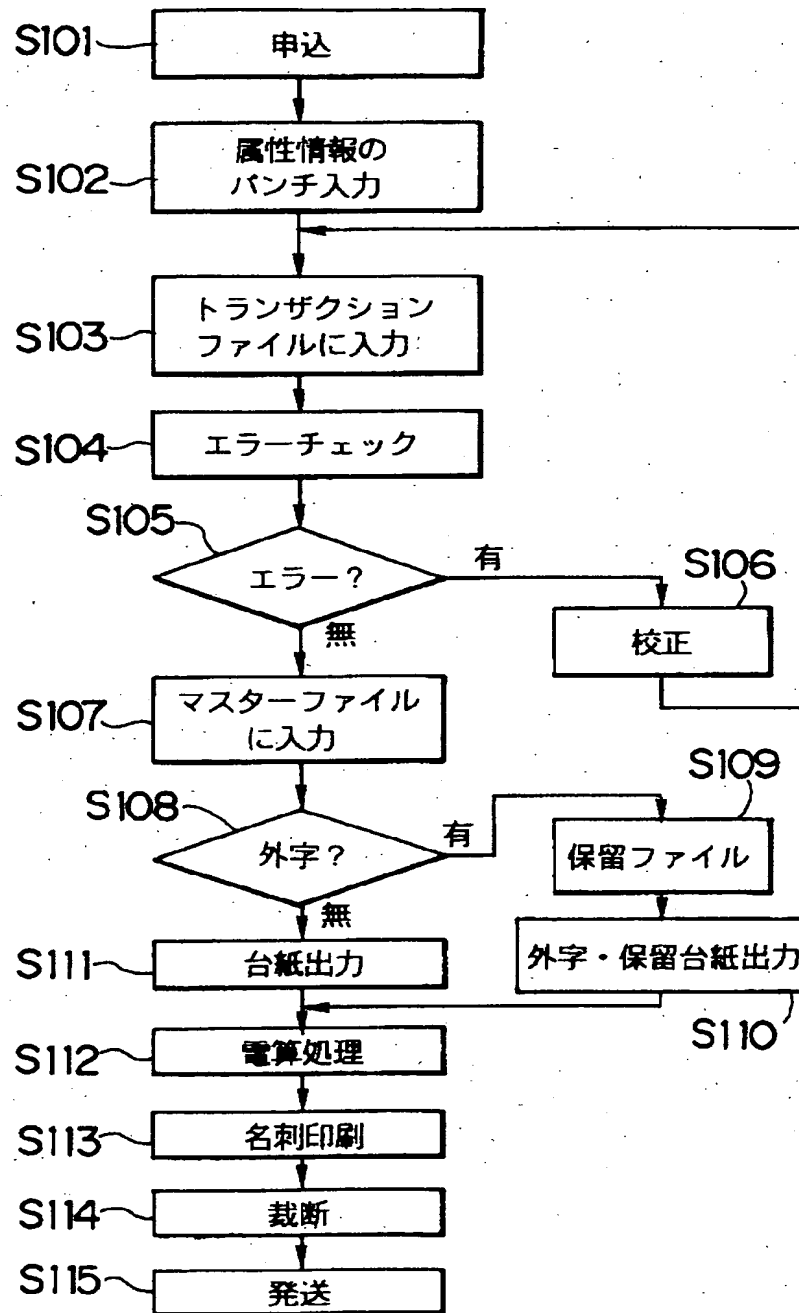 S101
申込
S102
属性情報の
パンチ入力
S103
トランザクション
ファイルに入力
S104
エラーチェック
S105
エラー?
有
無
S106
校正
S107
マスターファイル
に入力
S108
外字?
有
無
S109
保留ファイル
S110
外字・保留台紙出力
S111
台紙出力
S112
電算処理
S113
名刺印刷
S114
裁断
S115
発送